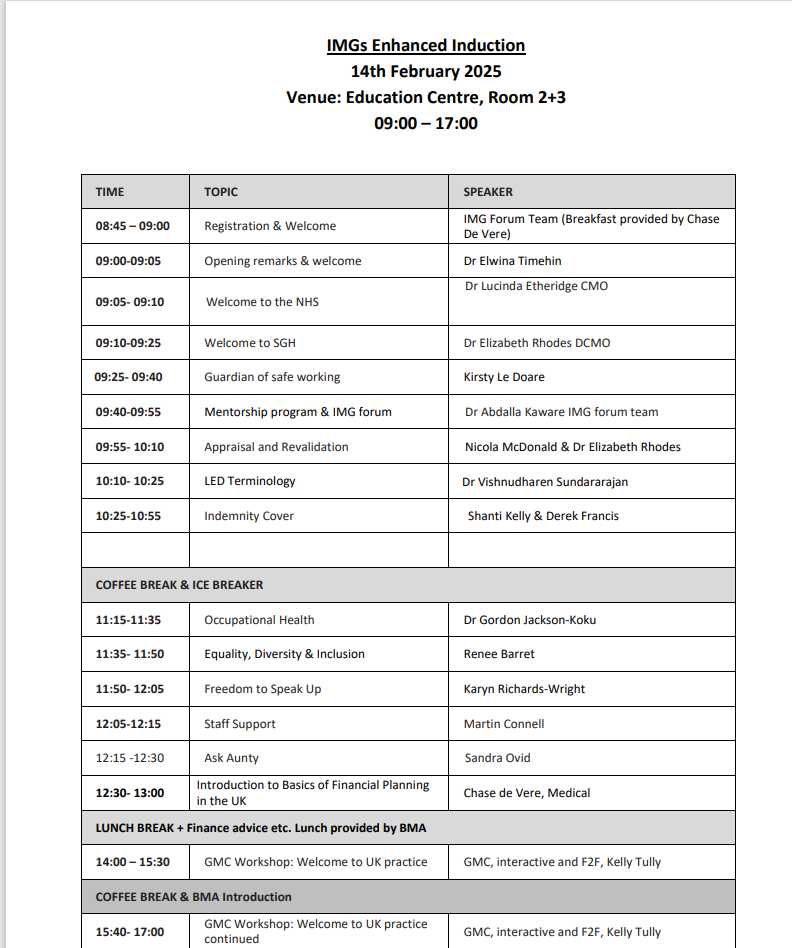 IMGs Enhanced Induction
14th February 2025
Venue: Education Centre, Room 2+3
09:00 – 17:00
TIME TOPIC SPEAKER
08:45 – 09:00 Registration & Welcome IMG Forum Team (Breakfast provided by Chase
De Vere)
09:00-09:05 Opening remarks & welcome Dr Elwina Timehin
09:05- 09:10 Welcome to the NHS Dr Lucinda Etheridge CMO
09:10-09:25 Welcome to SGH Dr Elizabeth Rhodes DCMO
09:25- 09:40 Guardian of safe working Kirsty Le Doare
09:40-09:55 Mentorship program & IMG forum Dr Abdalla Kaware IMG forum team
09:55- 10:10 Appraisal and Revalidation Nicola McDonald & Dr Elizabeth Rhodes
10:10- 10:25 LED Terminology Dr Vishnudharen Sundararajan
10:25-10:55 Indemnity Cover Shanti Kelly & Derek Francis
COFFEE BREAK & ICE BREAKER
11:15-11:35 Occupational Health Dr Gordon Jackson-Koku
11:35- 11:50 Equality, Diversity & Inclusion Renee Barret
11:50- 12:05 Freedom to Speak Up Karyn Richards-Wright
12:05-12:15 Staff Support Martin Connell
12:15 -12:30 Ask Aunty Sandra Ovid
12:30- 13:00 Introduction to Basics of Financial Planning
in the UK Chase de Vere, Medical
LUNCH BREAK + Finance advice etc. Lunch provided by BMA
14:00 – 15:30 GMC Workshop: Welcome to UK practice GMC, interactive and F2F, Kelly Tully
COFFEE BREAK & BMA Introduction
15:40- 17:00 GMC Workshop: Welcome to UK practice
continued GMC, interactive and F2F, Kelly Tully